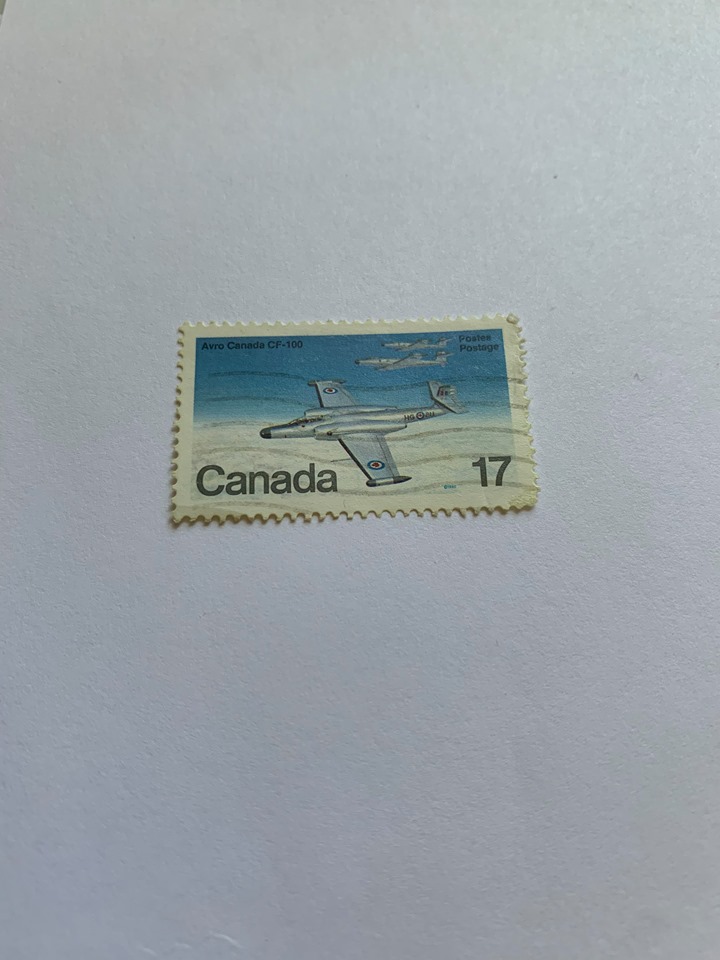 Avro Canada CF-100
Postes
Postage
Canada
17